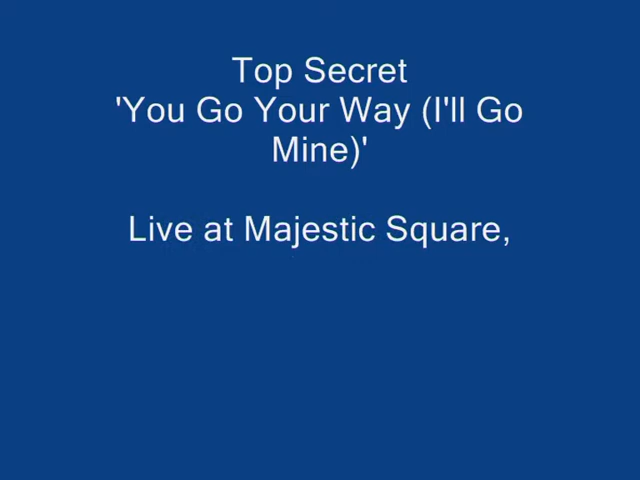 Top Secret
'You Go Your Way (I'll Go
Mine)'
Live at Majestic Square,